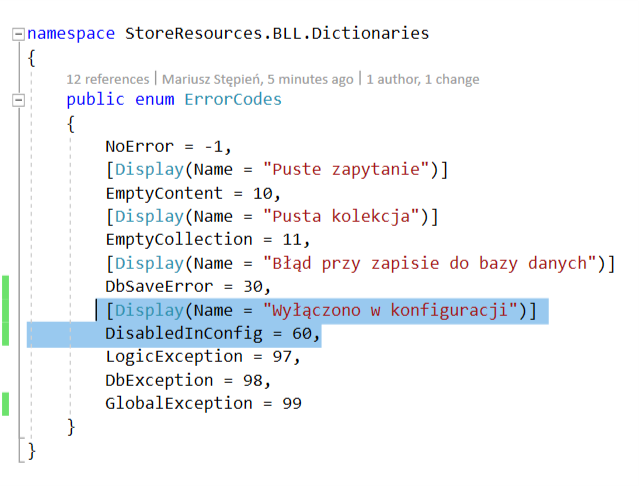 namespace StoreResources.BLL.Dictionaries
{
12 references | Mariusz Stępień, 5 minutes ago | 1 author, 1 change
public enum ErrorCodes
{
NoError = -1,
[Display(Name = "Puste zapytanie")]
EmptyContent = 10,
[Display(Name = "Pusta kolekcja")]
EmptyCollection = 11,
[Display(Name = "Błąd przy zapisie do bazy danych")]
DbSaveError = 30,
[Display(Name = "Wyłączono w konfiguracji")]
DisabledInConfig = 60,
LogicException = 97,
DbException = 98,
GlobalException = 99
}
}